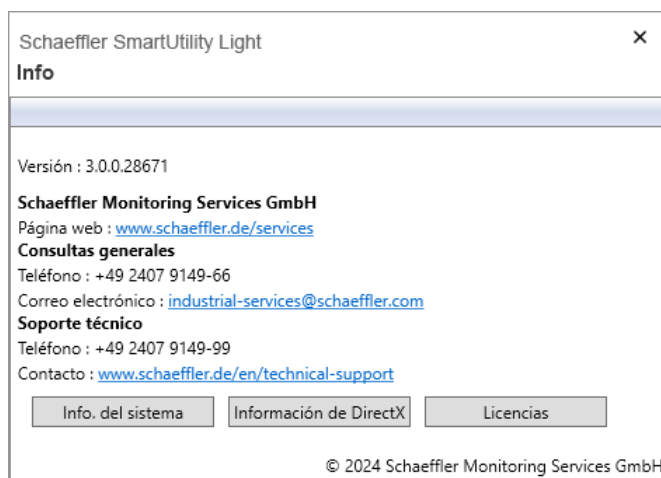 Schaeffler SmartUtility Light
Info
Versión : 3.0.0.28671
Schaeffler Monitoring Services GmbH
Página web : www.schaeffler.de/services
Consultas generales
Teléfono : +49 2407 9149-66
Correo electrónico : industrial-services@schaeffler.com
Soporte técnico
Teléfono : +49 2407 9149-99
Contacto : www.schaeffler.de/en/technical-support
Info. del sistema Información de DirectX Licencias
© 2024 Schaeffler Monitoring Services GmbH